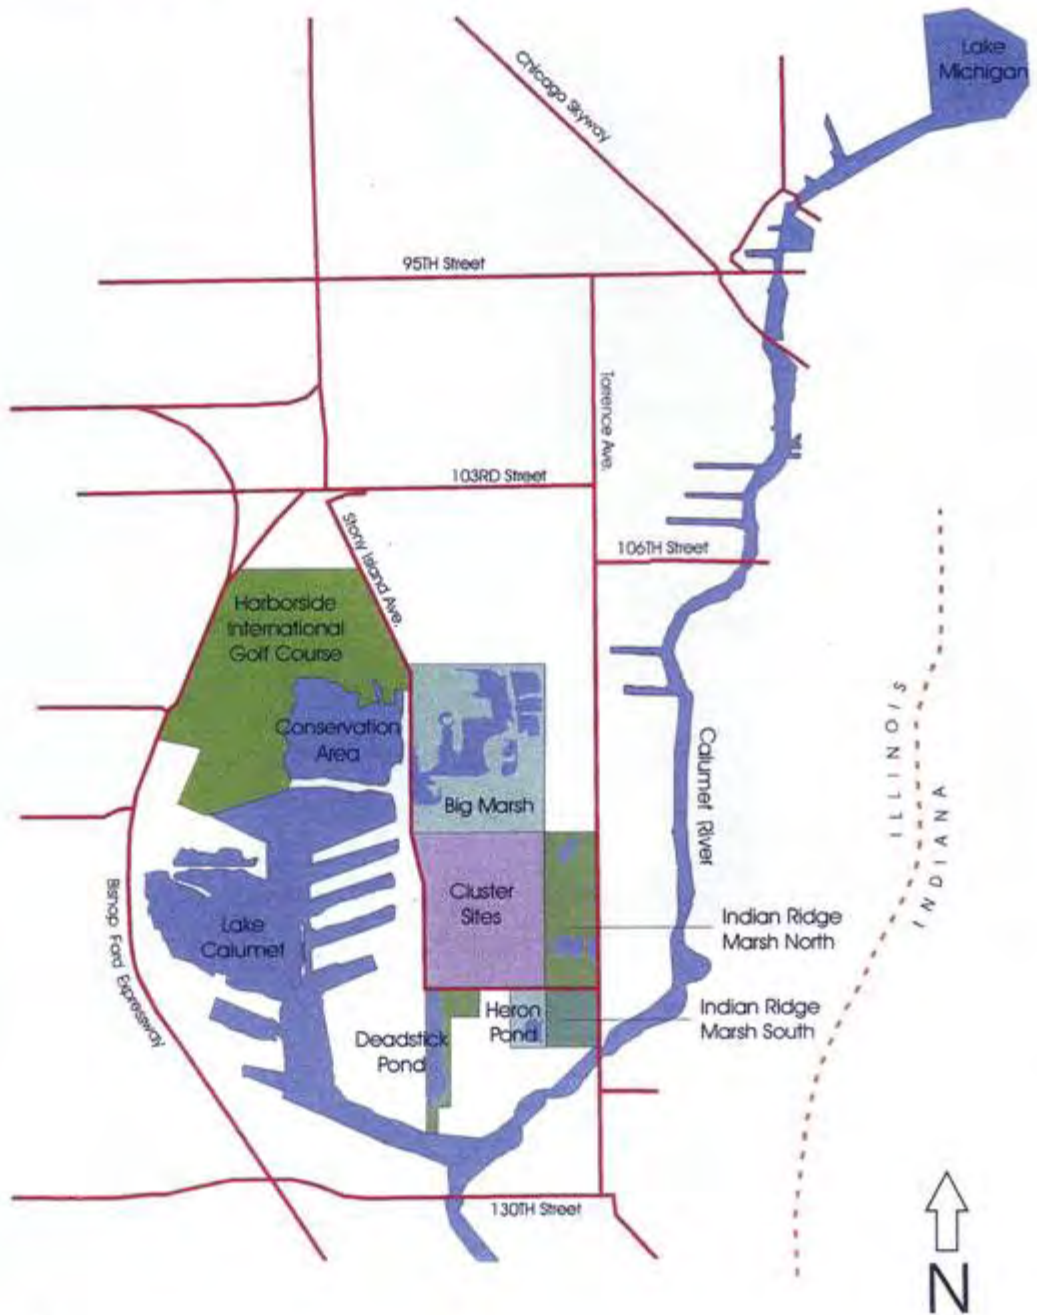 Lake
Michigan
Chicago Skyway
95TH Street
Torrence Ave.
103RD Street
Stony Island Ave.
106TH Street
Harborside
International
Golf Course
Conservation
Area
Big Marsh
Calumet River
ILLINOIS
INDIANA
Cluster
Sites
Lake
Calumet
Bishop Ford Expressway
Indian Ridge
Marsh North
Heron
Pond
Indian Ridge
Marsh South
Deadstick
Pond
130TH Street
N